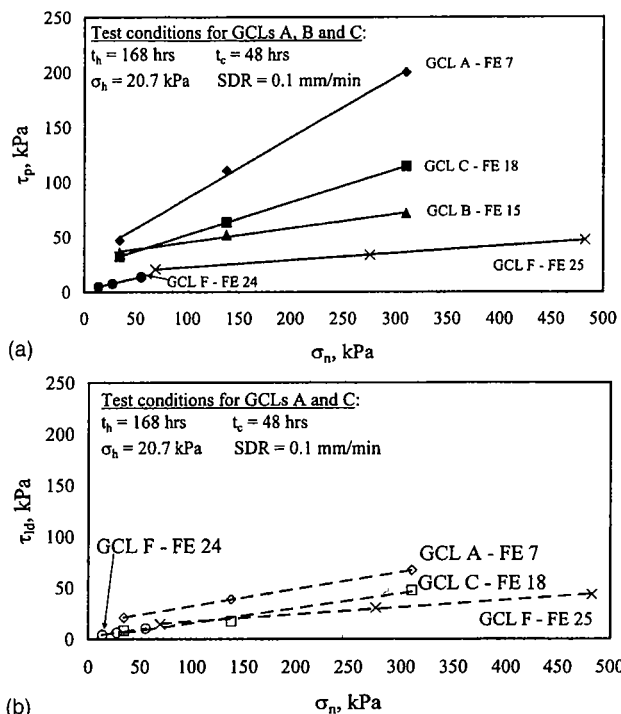 Test conditions for GCLs A, B and C:
t_h = 168 hrs t_c = 48 hrs
σ_h = 20.7 kPa SDR = 0.1 mm/min
GCL A - FE 7
GCL C - FE 18
GCL B - FE 15
GCL F - FE 24
GCL F - FE 25
τ_p, kPa
250
200
150
100
50
0
0 50 100 150 200 250 300 350 400 450 500
σ_n, kPa
(a)
Test conditions for GCLs A and C:
t_h = 168 hrs t_c = 48 hrs
σ_h = 20.7 kPa SDR = 0.1 mm/min
GCL F - FE 24
GCL A - FE 7
GCL C - FE 18
GCL F - FE 25
τ_ld, kPa
250
200
150
100
50
0
0 50 100 150 200 250 300 350 400 450 500
σ_n, kPa
(b)